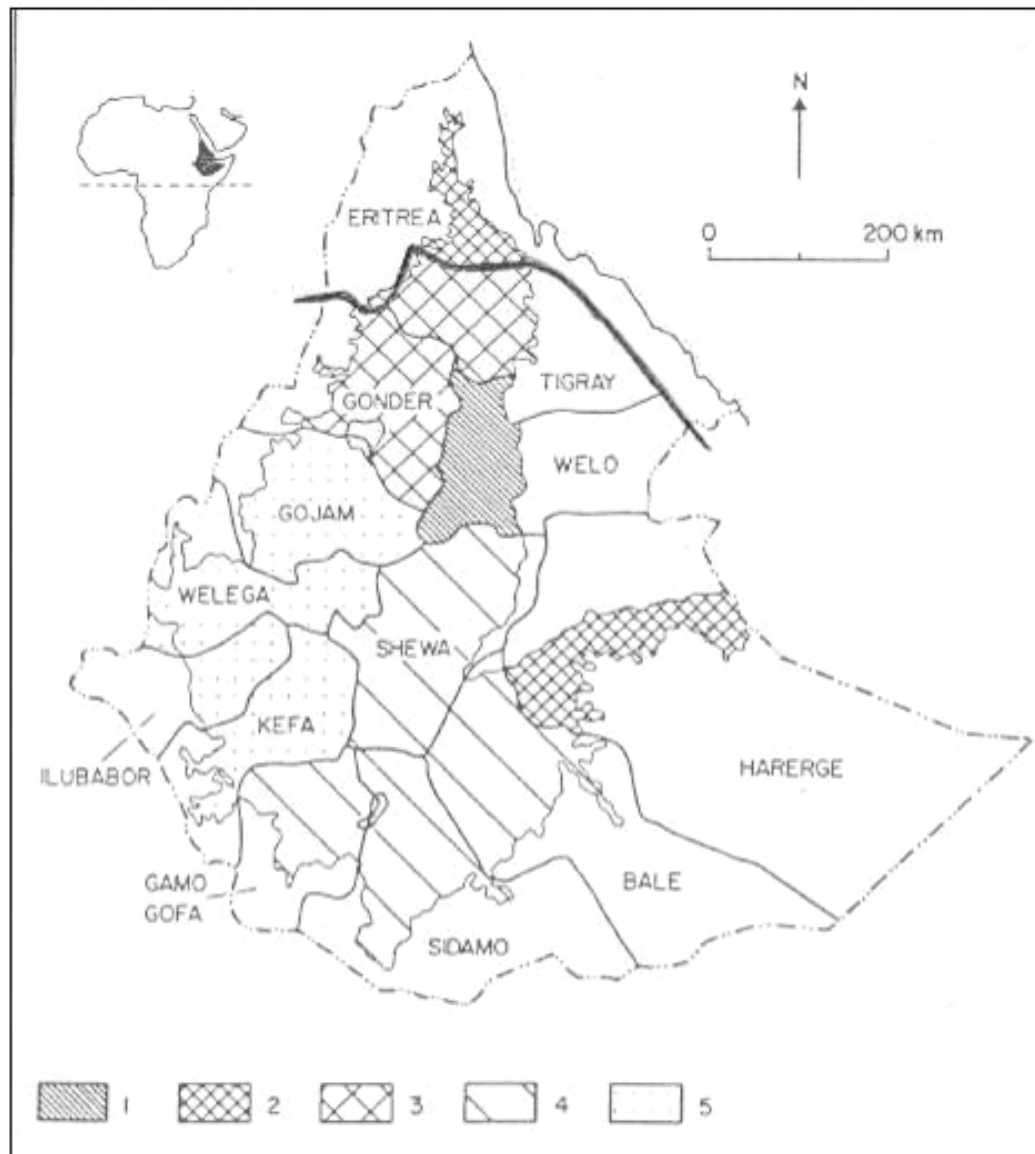 N
0 200 km
ERITREA
TIGRAY
GONDER
WELO
GOJAM
WELEGA
SHEWA
KEFA
ILUBABOR
HARERGE
GAMO
GOFA
BALE
SIDAMO
1 2 3 4 5